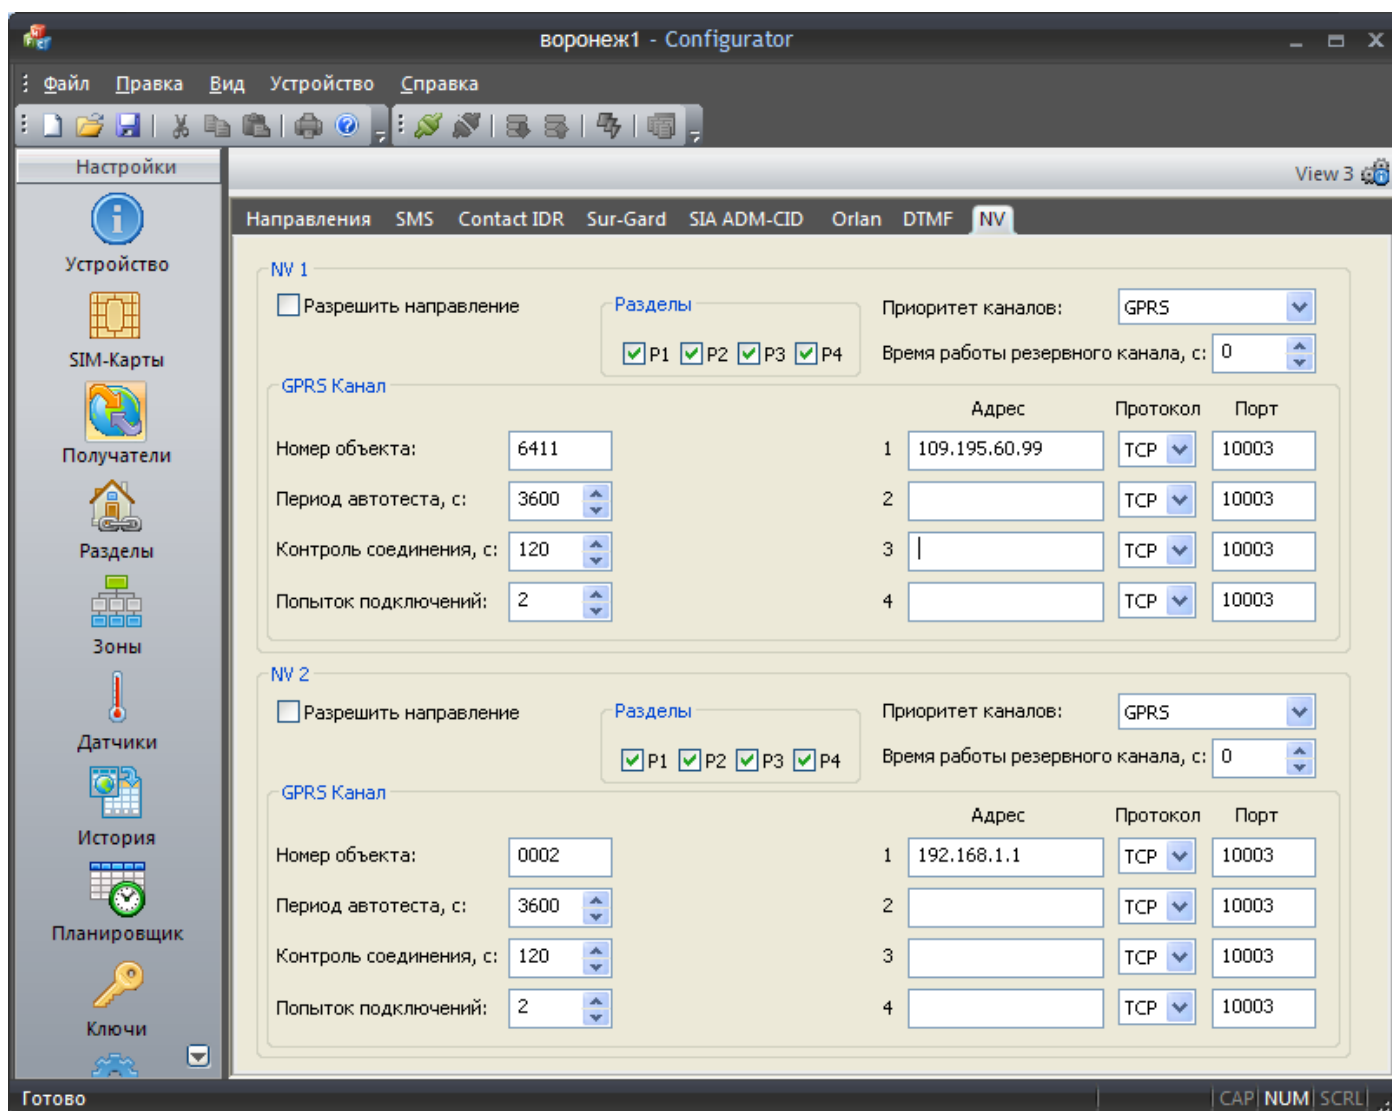 воронеж1 - Configurator
Файл Правка Вид Устройство Справка
Настройки
View 3
Устройство
SIM-Карты
Получатели
Разделы
Зоны
Датчики
История
Планировщик
Ключи
Направления SMS Contact IDR Sur-Gard SIA ADM-CID Orlan DTMF NV
NV 1
Разрешить направление
Разделы
P1 P2 P3 P4
Приоритет каналов: GPRS
Время работы резервного канала, с: 0
GPRS Канал
Адрес Протокол Порт
Номер объекта: 6411 1 109.195.60.99 TCP 10003
Период автотеста, с: 3600 2 TCP 10003
Контроль соединения, с: 120 3 TCP 10003
Попыток подключений: 2 4 TCP 10003
NV 2
Разрешить направление
Разделы
P1 P2 P3 P4
Приоритет каналов: GPRS
Время работы резервного канала, с: 0
GPRS Канал
Адрес Протокол Порт
Номер объекта: 0002 1 192.168.1.1 TCP 10003
Период автотеста, с: 3600 2 TCP 10003
Контроль соединения, с: 120 3 TCP 10003
Попыток подключений: 2 4 TCP 10003
Готово
CAP NUM SCRL